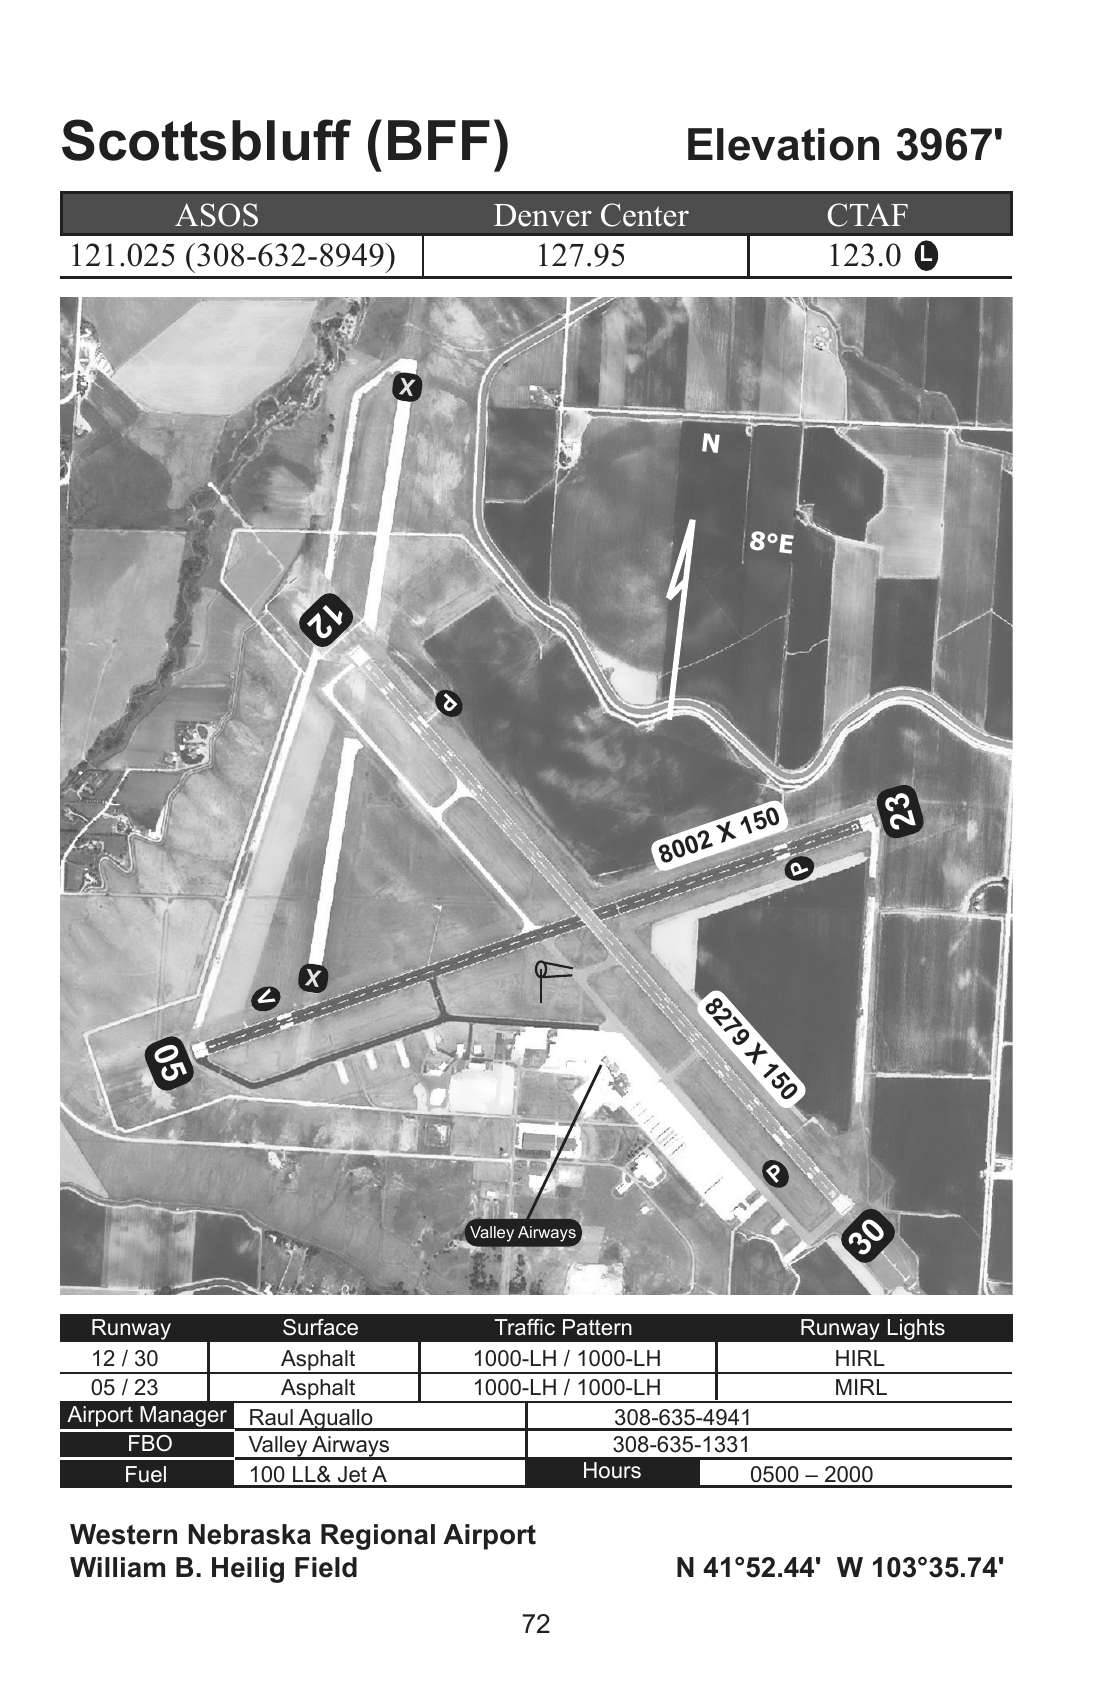 Scottsbluff (BFF) Elevation 3967'
ASOS Denver Center CTAF
121.025 (308-632-8949) 127.95 123.0 L
X
N
8°E
12
P
8002 X 150
23
P
X
V
05
8279 X 150
P
Valley Airways
30
Runway Surface Traffic Pattern Runway Lights
12 / 30 Asphalt 1000-LH / 1000-LH HIRL
05 / 23 Asphalt 1000-LH / 1000-LH MIRL
Airport Manager Raul Aguallo 308-635-4941
FBO Valley Airways 308-635-1331
Fuel 100 LL& Jet A Hours 0500 – 2000
Western Nebraska Regional Airport
William B. Heilig Field N 41°52.44' W 103°35.74'
72